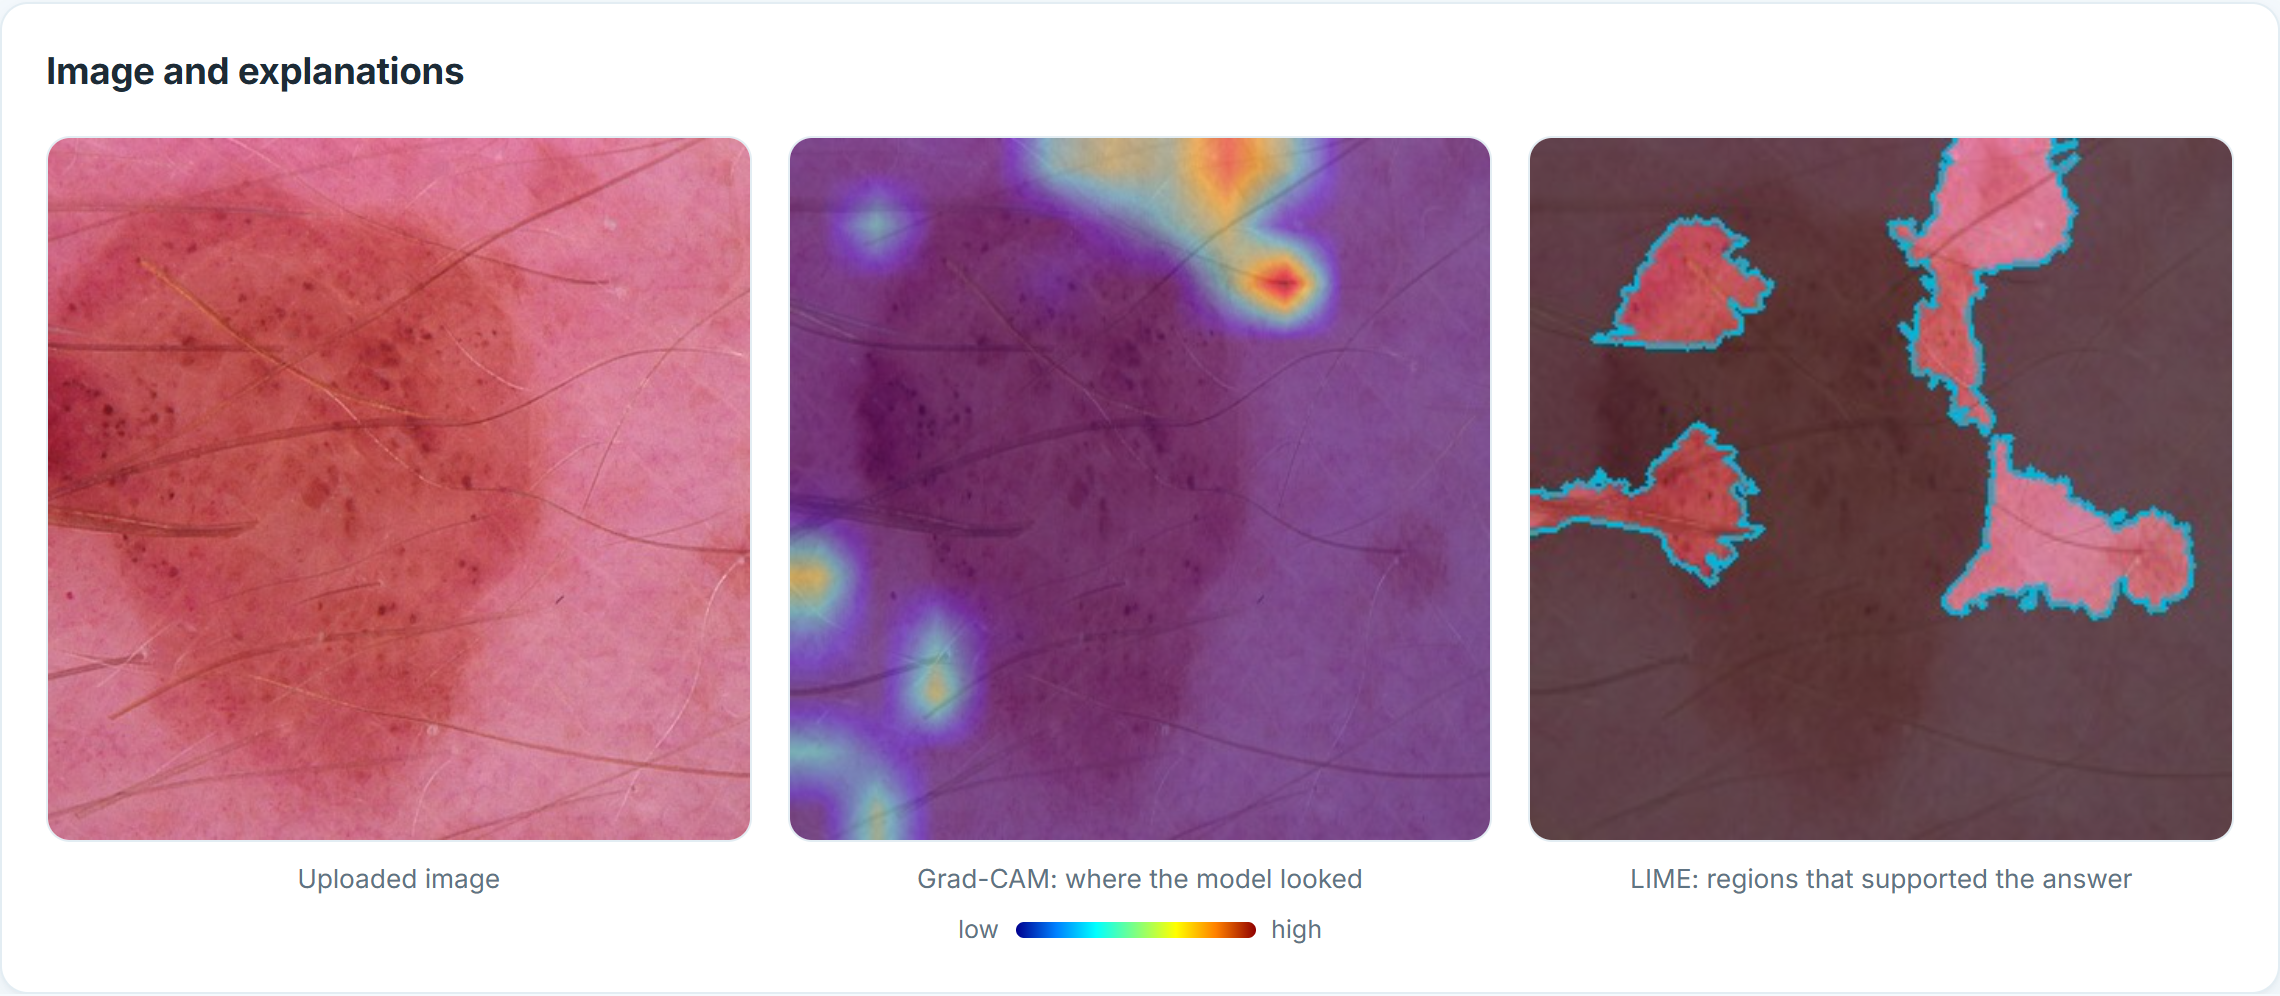 Image and explanations
Uploaded image
Grad-CAM: where the model looked
LIME: regions that supported the answer
low high